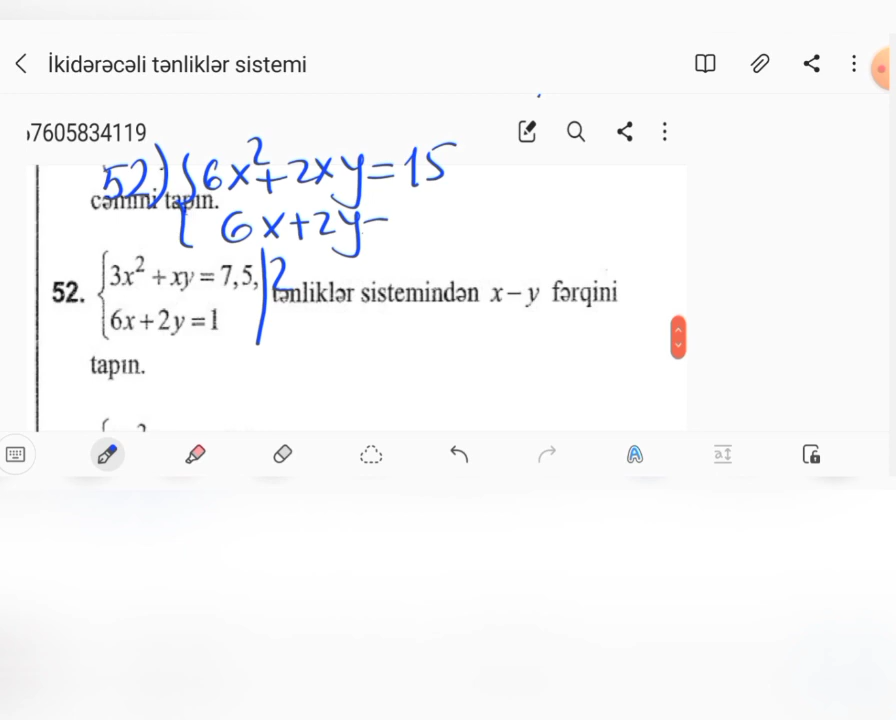 İkidərəcəli tənliklər sistemi
7605834119
52) { 6x²+2xy=15
cəmini tapın.
6x+2y-
52. { 3x² + xy = 7,5, | 2 tənliklər sistemindən x – y fərqini
6x + 2y = 1
tapın.